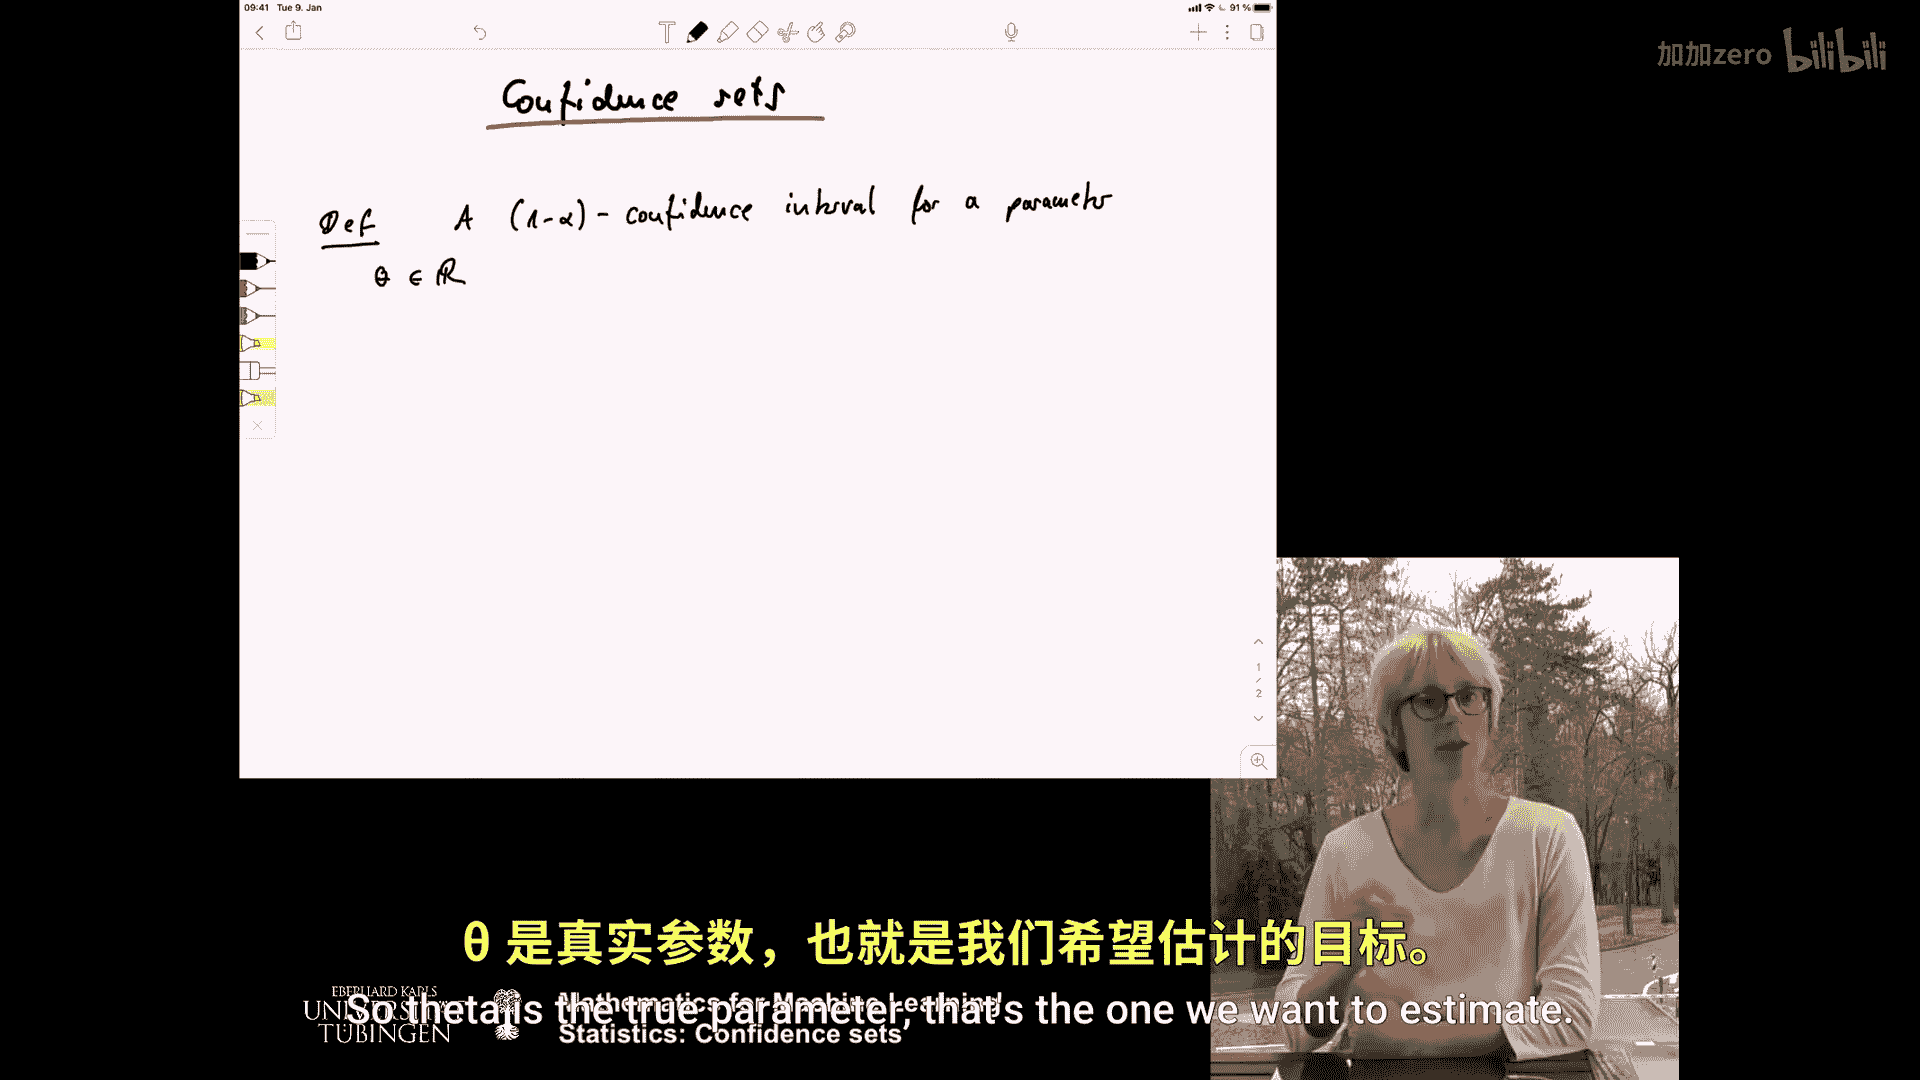 09:41 Tue 9. Jan
91%
加加zero bilibili
T
Confidence sets
Def A (1-α) - confidence interval for a parameter
θ ∈ ℝ
1
/
2
θ 是真实参数，也就是我们希望估计的目标。
So theta is the true parameter, that's the one we want to estimate.
EBERHARD KARLS
UNIVERSITÄT
TÜBINGEN
Mathematics for Machine Learning
Statistics: Confidence sets